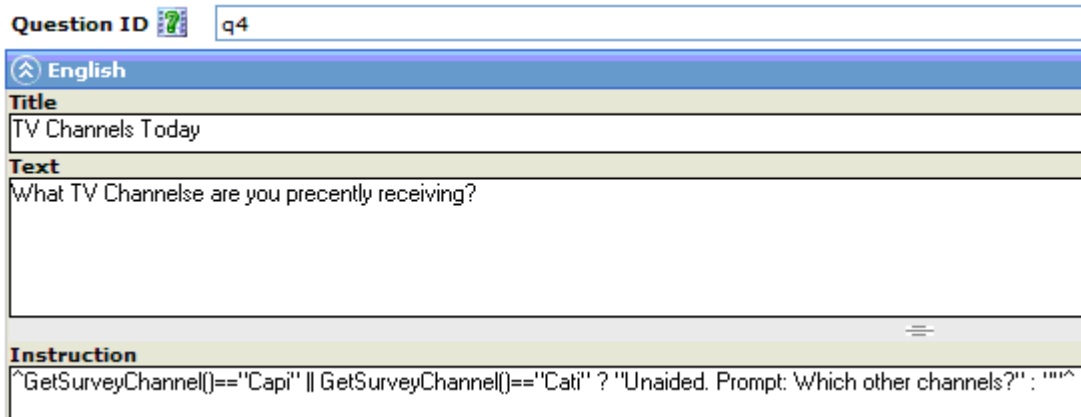 Question ID ? q4
English
Title
TV Channels Today
Text
What TV Channelse are you precently receiving?
Instruction
^GetSurveyChannel()=="Capi" || GetSurveyChannel()=="Cati" ? "Unaided. Prompt: Which other channels?" : ""^